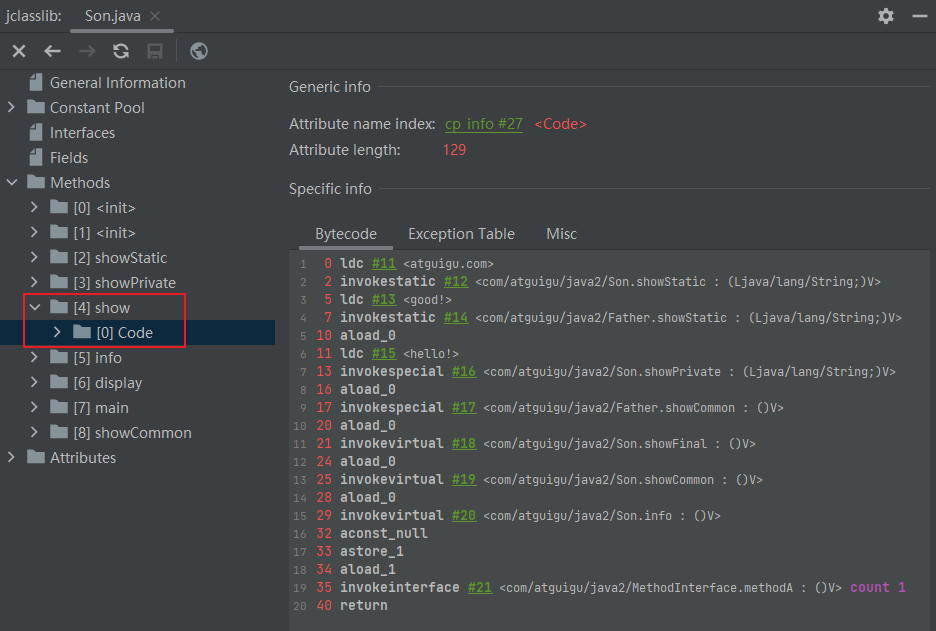 jclasslib: Son.java
General Information
Constant Pool
Interfaces
Fields
Methods
[0] <init>
[1] <init>
[2] showStatic
[3] showPrivate
[4] show
[0] Code
[5] info
[6] display
[7] main
[8] showCommon
Attributes
Generic info
Attribute name index: cp_info #27 <Code>
Attribute length: 129
Specific info
Bytecode Exception Table Misc
1 0 ldc #11 <atguigu.com>
2 2 invokestatic #12 <com/atguigu/java2/Son.showStatic : (Ljava/lang/String;)V>
3 5 ldc #13 <good!>
4 7 invokestatic #14 <com/atguigu/java2/Father.showStatic : (Ljava/lang/String;)V>
5 10 aload_0
6 11 ldc #15 <hello!>
7 13 invokespecial #16 <com/atguigu/java2/Son.showPrivate : (Ljava/lang/String;)V>
8 16 aload_0
9 17 invokespecial #17 <com/atguigu/java2/Father.showCommon : ()V>
10 20 aload_0
11 21 invokevirtual #18 <com/atguigu/java2/Son.showFinal : ()V>
12 24 aload_0
13 25 invokevirtual #19 <com/atguigu/java2/Son.showCommon : ()V>
14 28 aload_0
15 29 invokevirtual #20 <com/atguigu/java2/Son.info : ()V>
16 32 aconst_null
17 33 astore_1
18 34 aload_1
19 35 invokeinterface #21 <com/atguigu/java2/MethodInterface.methodA : ()V> count 1
20 40 return